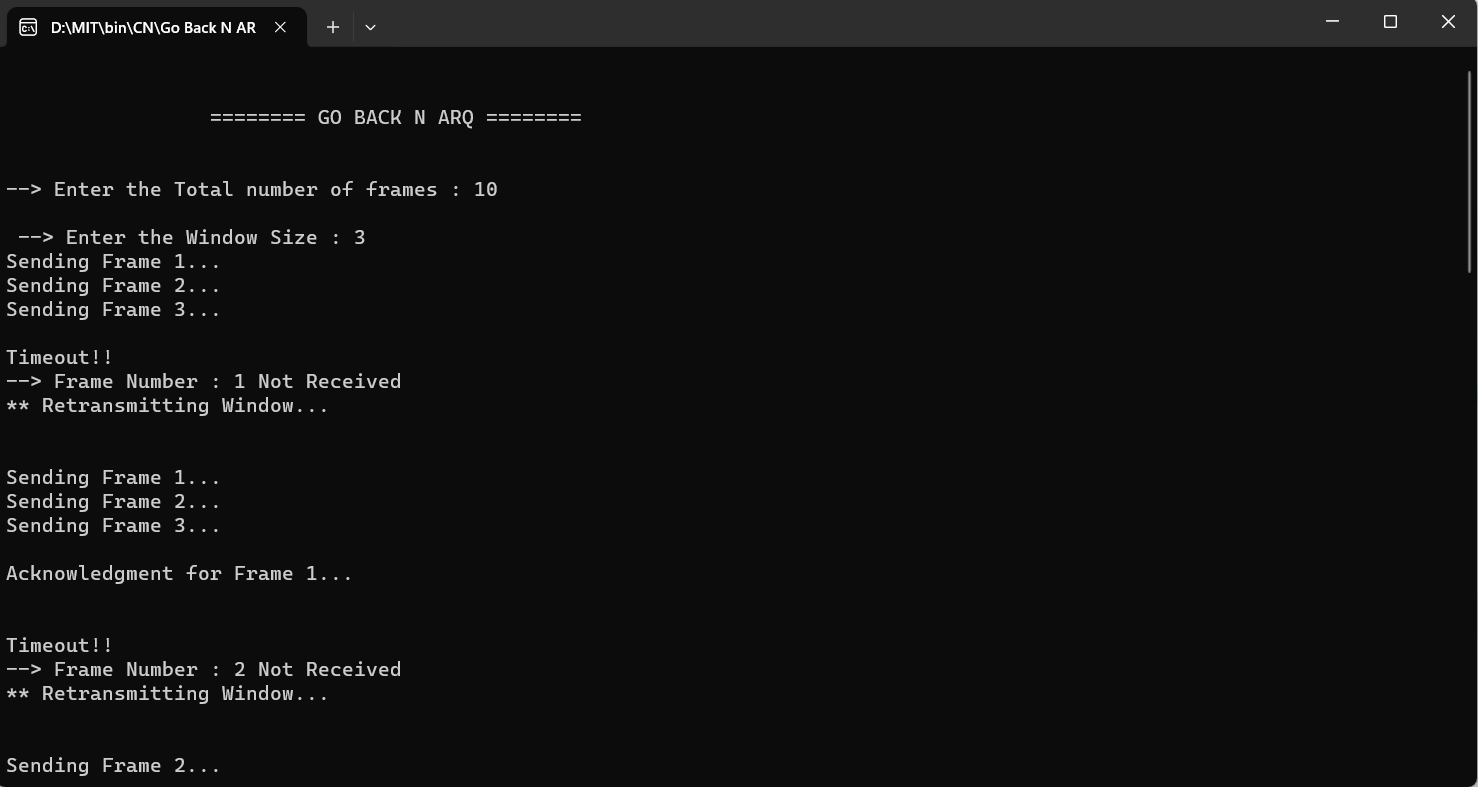 D:\MIT\bin\CN\Go Back N AR
======== GO BACK N ARQ ========
--> Enter the Total number of frames : 10
--> Enter the Window Size : 3
Sending Frame 1...
Sending Frame 2...
Sending Frame 3...
Timeout!!
--> Frame Number : 1 Not Received
** Retransmitting Window...
Sending Frame 1...
Sending Frame 2...
Sending Frame 3...
Acknowledgment for Frame 1...
Timeout!!
--> Frame Number : 2 Not Received
** Retransmitting Window...
Sending Frame 2...